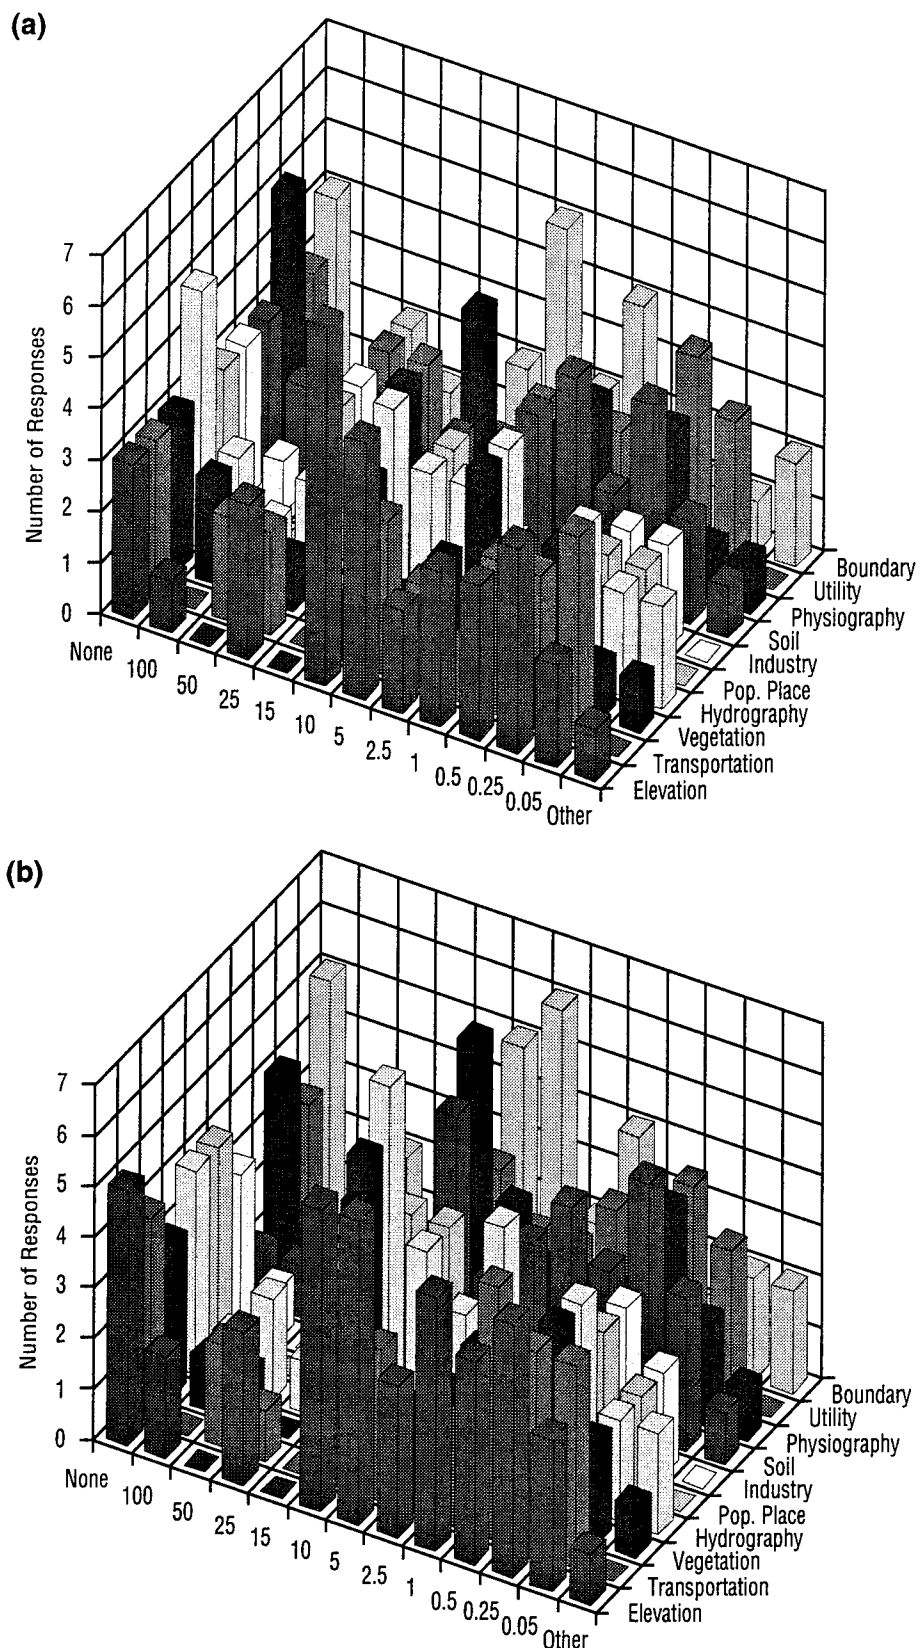 (a)
Number of Responses
7
6
5
4
3
2
1
0
None
100
50
25
15
10
5
2.5
1
0.5
0.25
0.05
Other
Boundary
Utility
Physiography
Soil
Industry
Pop. Place
Hydrography
Vegetation
Transportation
Elevation
(b)
Number of Responses
7
6
5
4
3
2
1
0
None
100
50
25
15
10
5
2.5
1
0.5
0.25
0.05
Other
Boundary
Utility
Physiography
Soil
Industry
Pop. Place
Hydrography
Vegetation
Transportation
Elevation